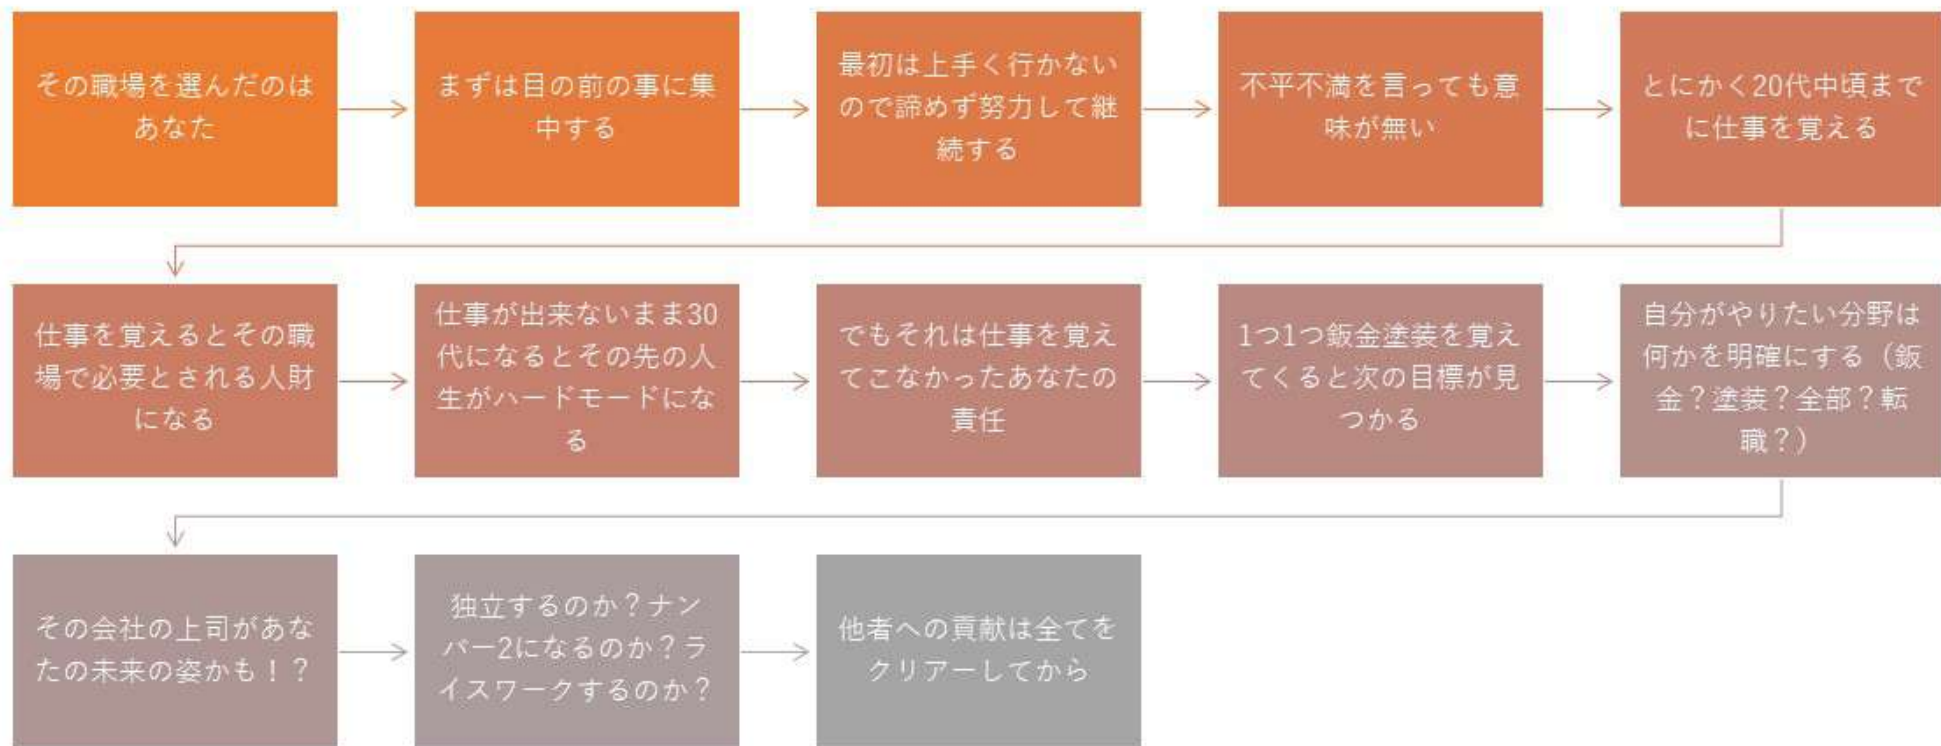 その職場を選んだのは
あなた
まずは目の前の事に集
中する
最初は上手く行かない
ので諦めず努力して継
続する
不平不満を言っても意
味が無い
とにかく20代中頃まで
に仕事を覚える
仕事を覚えるとその職
場で必要とされる人財
になる
仕事が出来ないまま30
代になるとその先の人
生がハードモードにな
る
でもそれは仕事を覚え
てこなかったあなたの
責任
1つ1つ鈑金塗装を覚え
てくると次の目標が見
つかる
自分がやりたい分野は
何かを明確にする（鈑
金？塗装？全部？転
職？）
その会社の上司があな
たの未来の姿かも！？
独立するのか？ナン
バー2になるのか？ラ
イスワークするのか？
他者への貢献は全てを
クリアーしてから